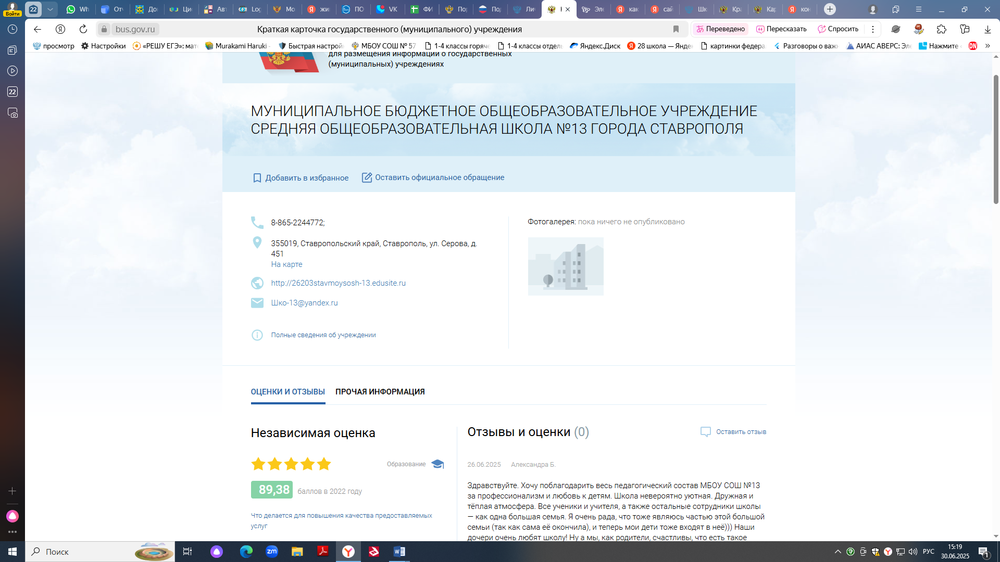 Войти
22
Wh
От
До
Ци
Авт
Log
Мо
жи
ПО
VK
ФИ
По
Под
Ли
Эле
как
сай
Шк
Кра
Кар
кон
bus.gov.ru
Краткая карточка государственного (муниципального) учреждения
Переведено
Пересказать
Спросить
просмотр
Настройки
«РЕШУ ЕГЭ»: мат
Murakami Haruki -
Быстрая настрой
МБОУ СОШ № 57
1-4 классы горяче
1-4 классы отдел
Яндекс.Диск
28 школа — Яндек
картинки федера
Разговоры о важн
АИАС АВЕРС: Эле
Нажмите
DN
»
22
для размещения информации о государственных
(муниципальных) учреждениях
МУНИЦИПАЛЬНОЕ БЮДЖЕТНОЕ ОБЩЕОБРАЗОВАТЕЛЬНОЕ УЧРЕЖДЕНИЕ
СРЕДНЯЯ ОБЩЕОБРАЗОВАТЕЛЬНАЯ ШКОЛА №13 ГОРОДА СТАВРОПОЛЯ
Добавить в избранное
Оставить официальное обращение
8-865-2244772;
355019, Ставропольский край, Ставрополь, ул. Серова, д.
451
На карте
http://26203stavmoysosh-13.edusite.ru
Шко-13@yandex.ru
Полные сведения об учреждении
Фотогалерея: пока ничего не опубликовано
ОЦЕНКИ И ОТЗЫВЫ
ПРОЧАЯ ИНФОРМАЦИЯ
Независимая оценка
Образование
89,38 баллов в 2022 году
Что делается для повышения качества предоставляемых
услуг
Отзывы и оценки (0)
Оставить отзыв
26.06.2025 Александра Б.
Здравствуйте. Хочу поблагодарить весь педагогический состав МБОУ СОШ №13
за профессионализм и любовь к детям. Школа невероятно уютная. Дружная и
тёплая атмосфера. Все ученики и учителя, а также остальные сотрудники школы
— как одна большая семья. Я очень рада, что тоже являюсь частью этой большой
семьи (так как сама её окончила), и теперь мои дети тоже входят в неё))) Наши
дочери очень любят школу! Ну а мы, как родители, счастливы, что есть такое
Поиск
zm
РУС
15:19
30.06.2025
1